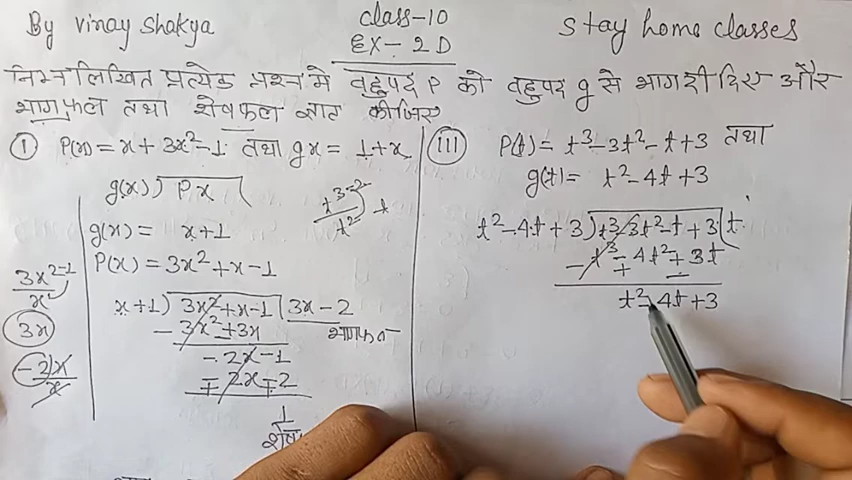 By Vinay Shakya
class-10
EX-2D
Stay home classes
निम्नलिखित प्रत्येक प्रश्न मे बहुपद P को बहुपद g से भाग दीजिए और
भागफल तथा शेषफल ज्ञात कीजिए
I P(x) = x + 3x²-1 तथा gx = 1+x
g(x)) Px
g(x) = x+1
P(x) = 3x²+x-1
x+1) 3x²+x-1 (3x-2
-3x²+3x
भागफल
-2x-1
∓2x∓2
1
शेष
3x²-1
x
3x
-2x
x
t³-2
t²
t
III P(t) = t³-3t²-t+3 तथा
g(t) = t²-4t+3
t²-4t+3) t³-3t²-t+3 (t
t³-4t²+3t
- + -
t²-4t+3